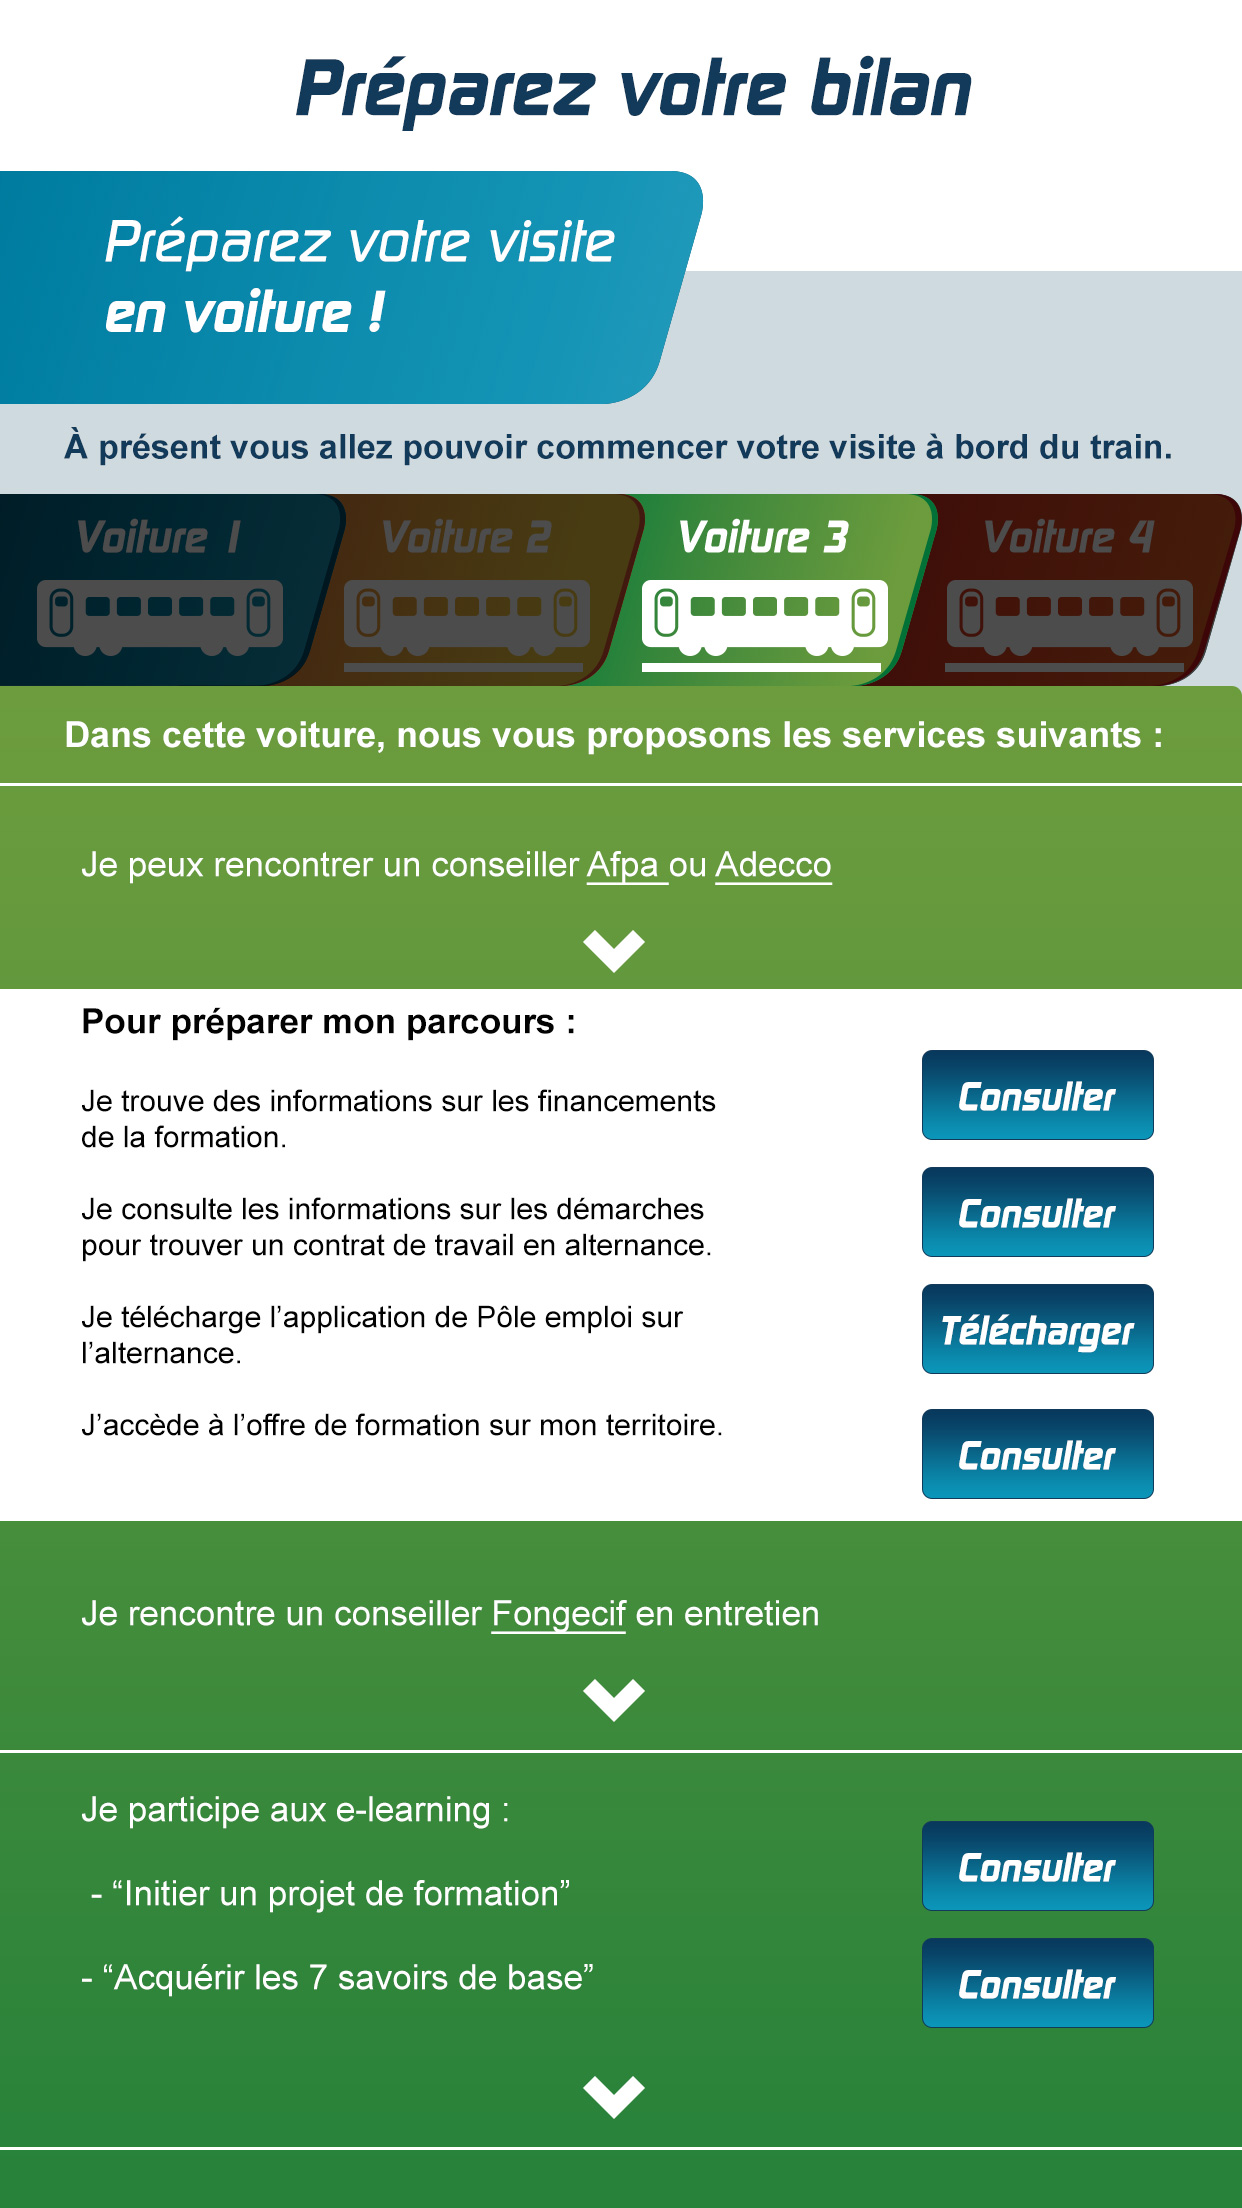 Préparez votre bilan
Préparez votre visite
en voiture !
À présent vous allez pouvoir commencer votre visite à bord du train.
Voiture 1
Voiture 2
Voiture 3
Voiture 4
Dans cette voiture, nous vous proposons les services suivants :
Je peux rencontrer un conseiller Afpa ou Adecco
Pour préparer mon parcours :
Je trouve des informations sur les financements
de la formation.
Consulter
Je consulte les informations sur les démarches
pour trouver un contrat de travail en alternance.
Consulter
Je télécharge l’application de Pôle emploi sur
l’alternance.
Télécharger
J’accède à l’offre de formation sur mon territoire.
Consulter
Je rencontre un conseiller Fongecif en entretien
Je participe aux e-learning :
- “Initier un projet de formation”
Consulter
- “Acquérir les 7 savoirs de base”
Consulter